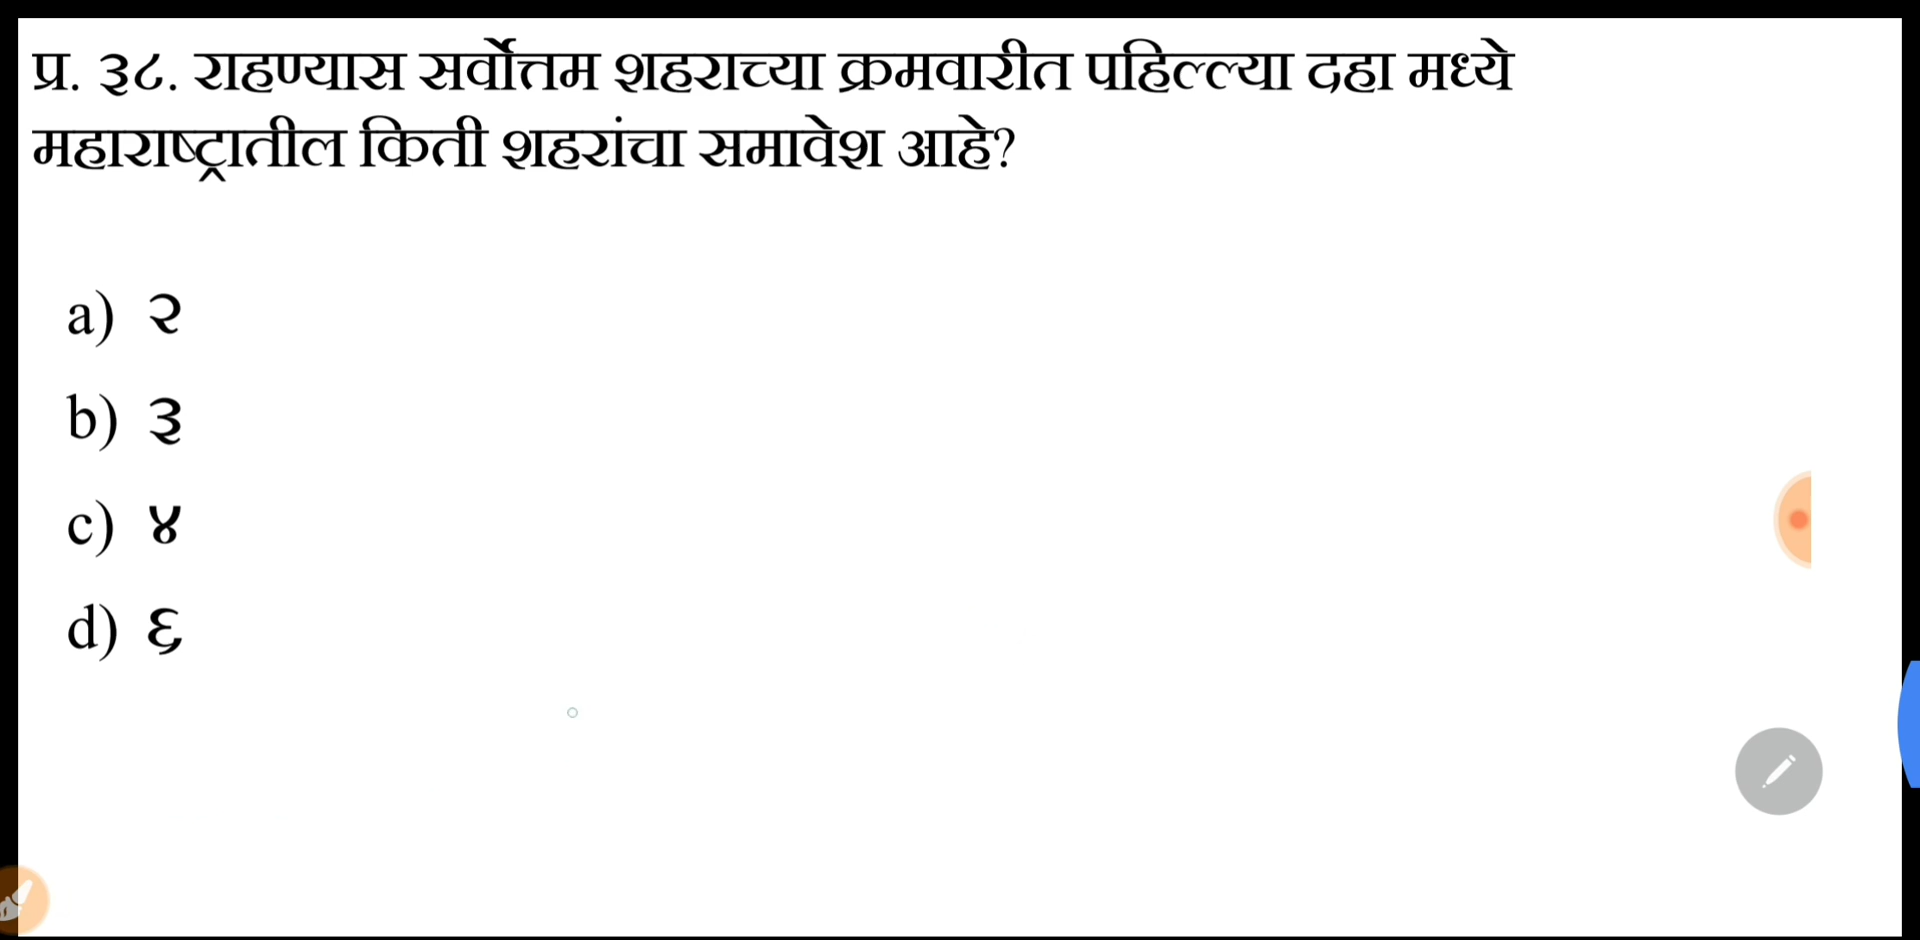 प्र. ३८. राहण्यास सर्वोत्तम शहराच्या क्रमवारीत पहिल्ल्या दहा मध्ये
महाराष्ट्रातील किती शहरांचा समावेश आहे?
a) २
b) ३
c) ४
d) ६